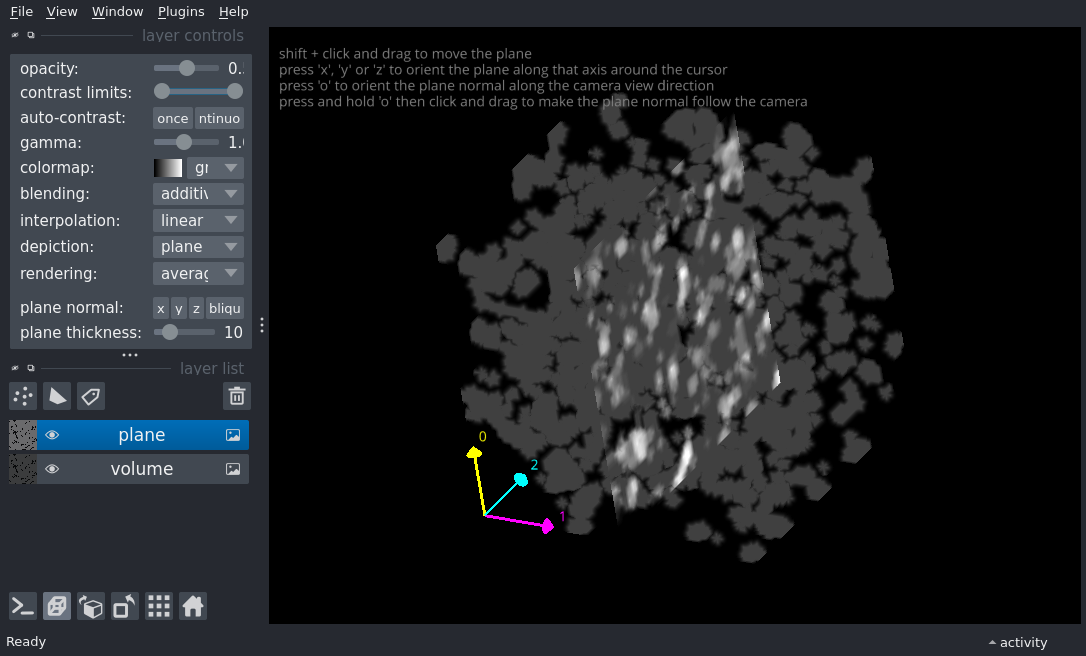 File View Window Plugins Help
layer controls
opacity: 0.
contrast limits:
auto-contrast: once ntinuo
gamma: 1.
colormap: gr
blending: additiv
interpolation: linear
depiction: plane
rendering: averag
plane normal: x y z bliqu
plane thickness: 10
layer list
plane
volume
shift + click and drag to move the plane
press 'x', 'y' or 'z' to orient the plane along that axis around the cursor
press 'o' to orient the plane normal along the camera view direction
press and hold 'o' then click and drag to make the plane normal follow the camera
0
2
1
Ready
activity